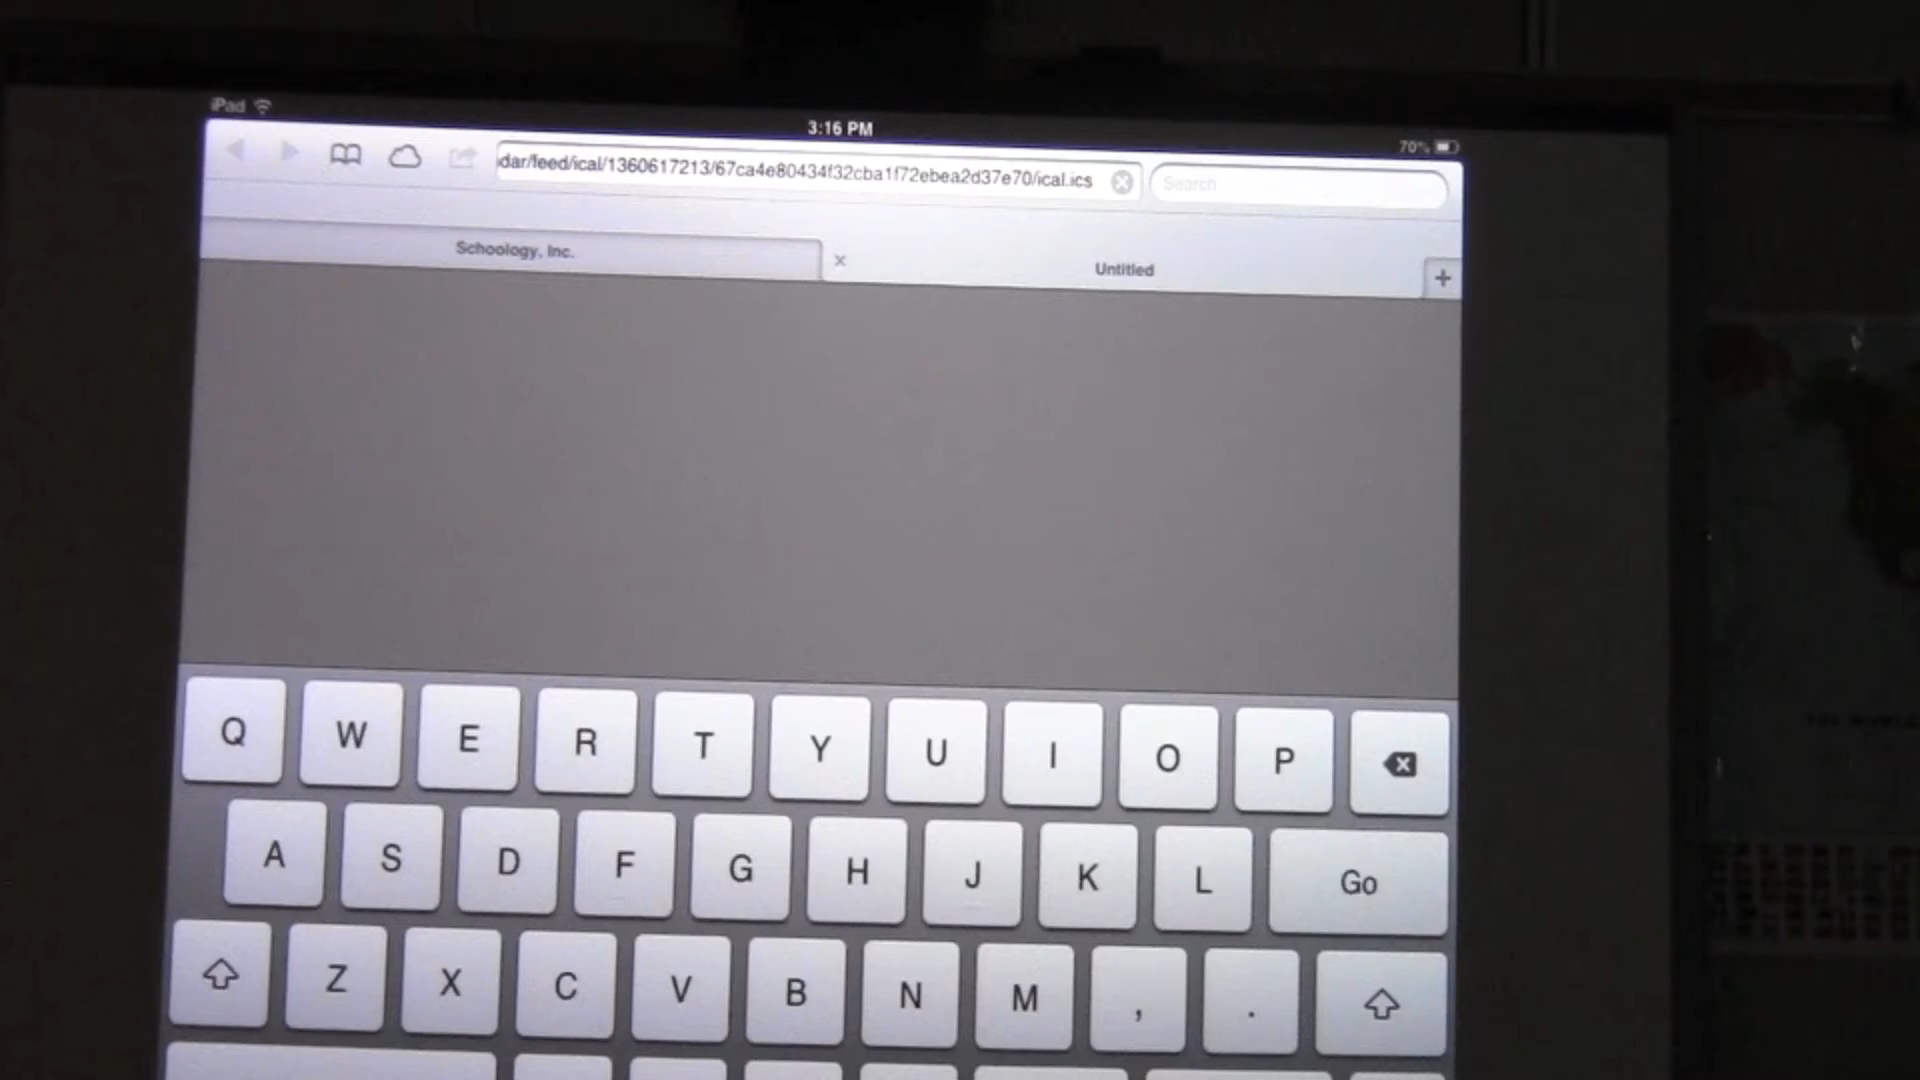 iPad
3:16 PM
70%
dar/feed/ical/1360617213/67ca4e80434f32cba1f72ebea2d37e70/ical.ics
Search
Schoology, Inc.
Untitled
Q W E R T Y U I O P
A S D F G H J K L Go
Z X C V B N M , .